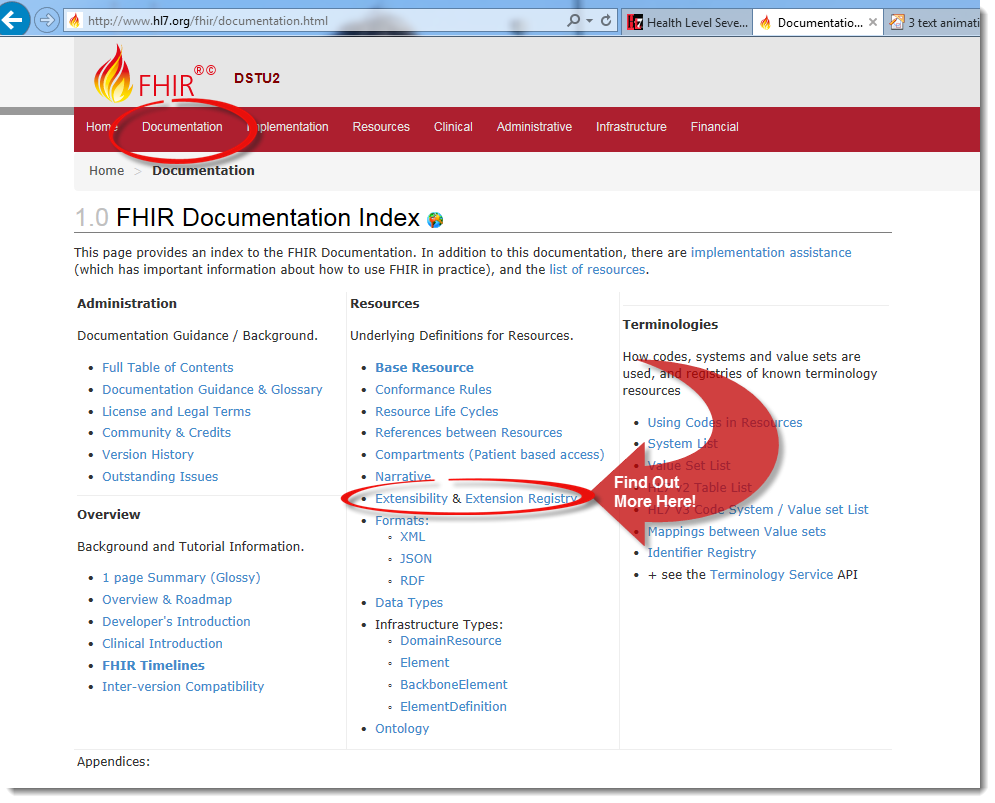 http://www.hl7.org/fhir/documentation.html
Health Level Seve...
Documentatio...
3 text animati
FHIR®© DSTU2
Home Documentation Implementation Resources Clinical Administrative Infrastructure Financial
Home > Documentation
1.0 FHIR Documentation Index
This page provides an index to the FHIR Documentation. In addition to this documentation, there are implementation assistance
(which has important information about how to use FHIR in practice), and the list of resources.
Administration
Documentation Guidance / Background.
Full Table of Contents
Documentation Guidance & Glossary
License and Legal Terms
Community & Credits
Version History
Outstanding Issues
Overview
Background and Tutorial Information.
1 page Summary (Glossy)
Overview & Roadmap
Developer's Introduction
Clinical Introduction
FHIR Timelines
Inter-version Compatibility
Resources
Underlying Definitions for Resources.
Base Resource
Conformance Rules
Resource Life Cycles
References between Resources
Compartments (Patient based access)
Narrative
Extensibility & Extension Registry
Formats:
XML
JSON
RDF
Data Types
Infrastructure Types:
DomainResource
Element
BackboneElement
ElementDefinition
Ontology
Terminologies
How codes, systems and value sets are
used, and registries of known terminology
resources
Using Codes in Resources
System List
Value Set List
HL7 v2 Table List
HL7 v3 Code System / Value set List
Mappings between Value sets
Identifier Registry
+ see the Terminology Service API
Find Out
More Here!
Appendices: